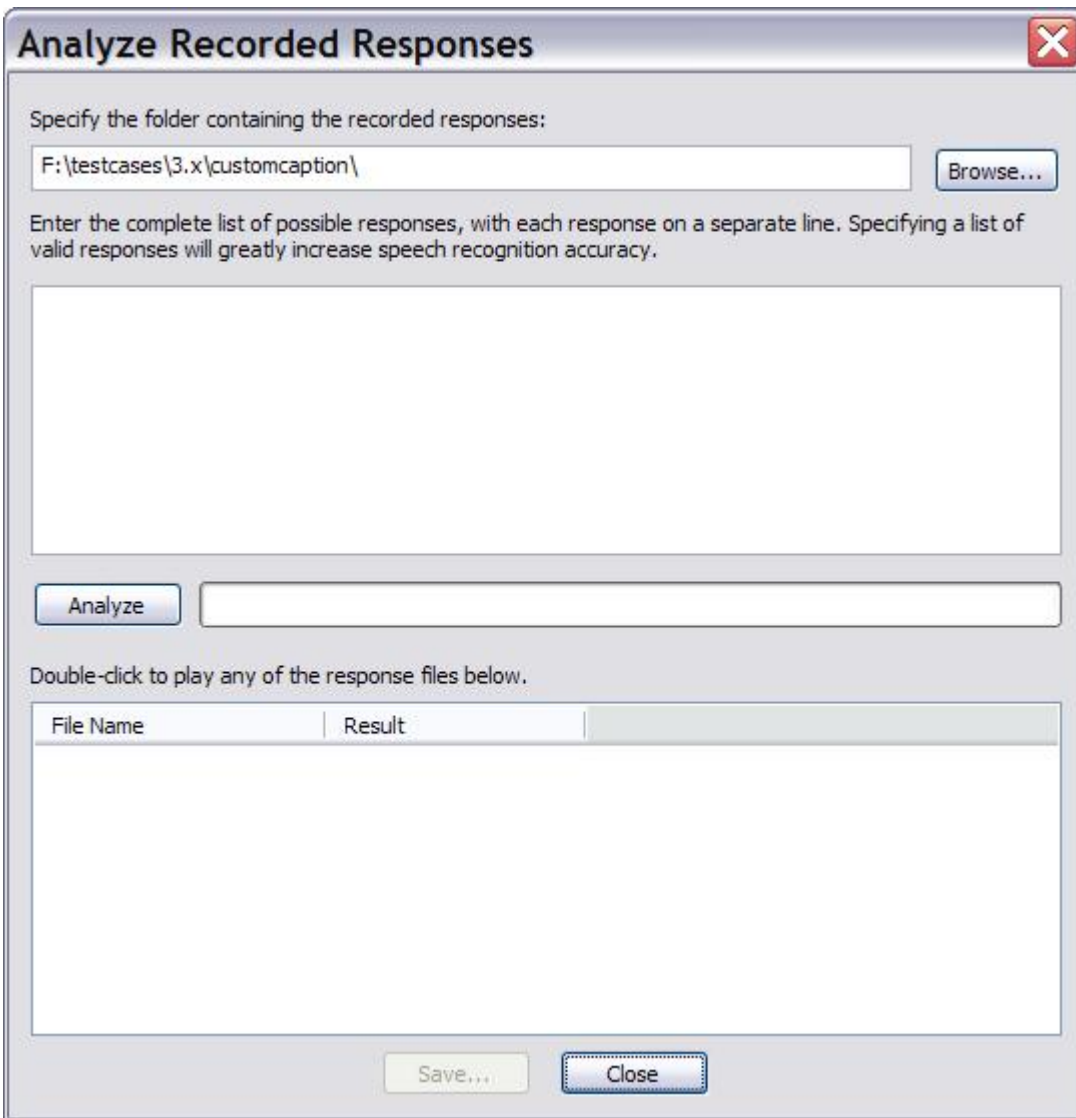 Analyze Recorded Responses
Specify the folder containing the recorded responses:
F:\testcases\3.x\customcaption\
Browse...
Enter the complete list of possible responses, with each response on a separate line. Specifying a list of
valid responses will greatly increase speech recognition accuracy.
Analyze
Double-click to play any of the response files below.
File Name Result
Save... Close